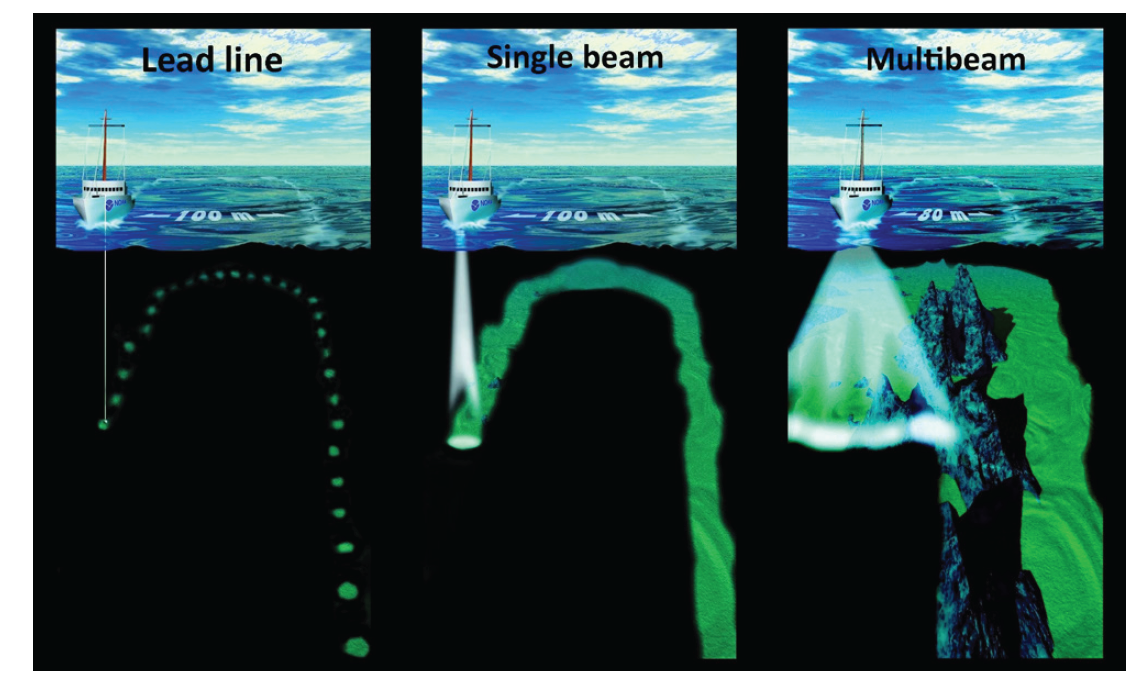 Lead line
Single beam
Multibeam
100 m
100 m
80 m